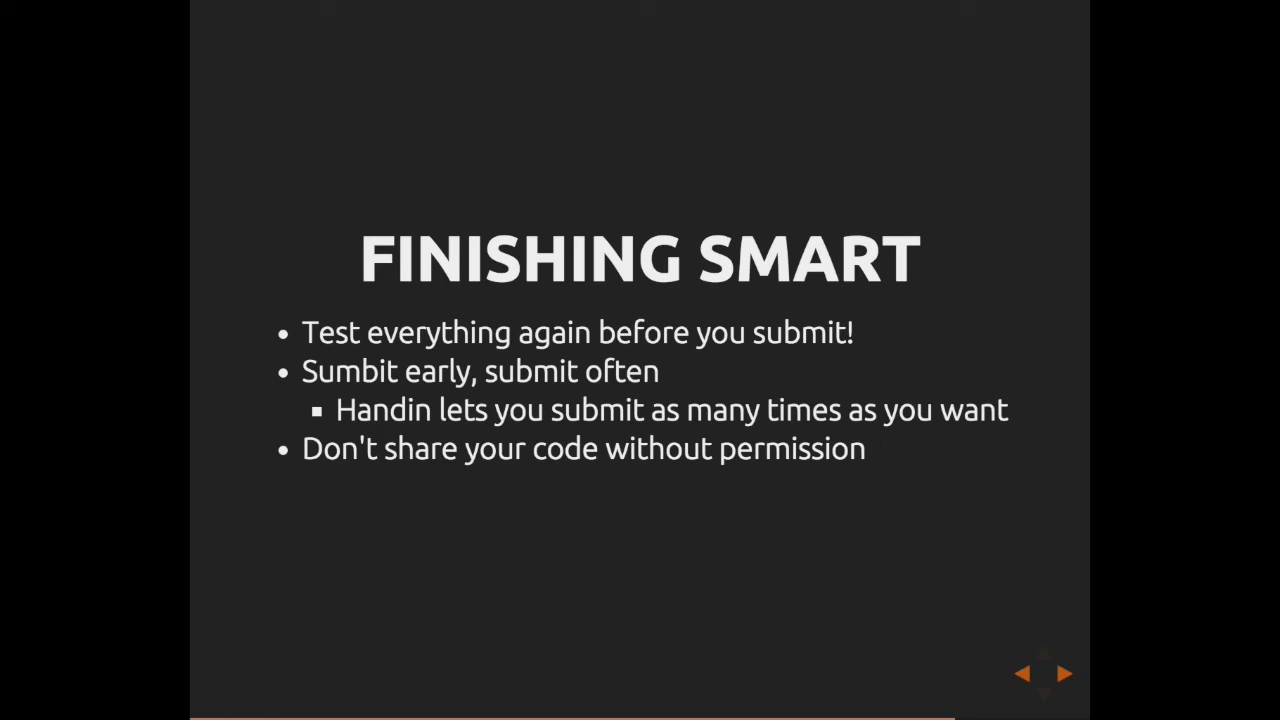 FINISHING SMART
Test everything again before you submit!
Sumbit early, submit often
Handin lets you submit as many times as you want
Don't share your code without permission